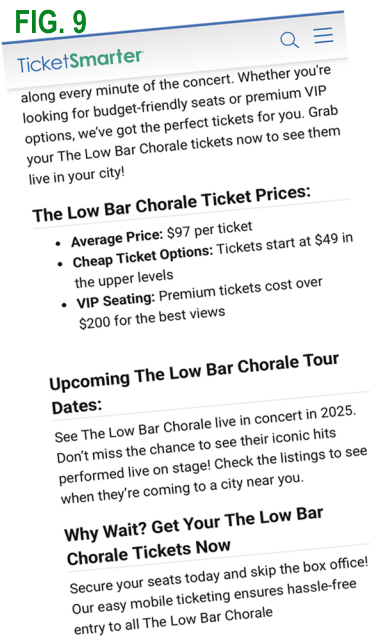 FIG. 9
TicketSmarter
along every minute of the concert. Whether you're
looking for budget-friendly seats or premium VIP
options, we've got the perfect tickets for you. Grab
your The Low Bar Chorale tickets now to see them
live in your city!
The Low Bar Chorale Ticket Prices:
• Average Price: $97 per ticket
• Cheap Ticket Options: Tickets start at $49 in
the upper levels
• VIP Seating: Premium tickets cost over
$200 for the best views
Upcoming The Low Bar Chorale Tour
Dates:
See The Low Bar Chorale live in concert in 2025.
Don't miss the chance to see their iconic hits
performed live on stage! Check the listings to see
when they're coming to a city near you.
Why Wait? Get Your The Low Bar
Chorale Tickets Now
Secure your seats today and skip the box office!
Our easy mobile ticketing ensures hassle-free
entry to all The Low Bar Chorale